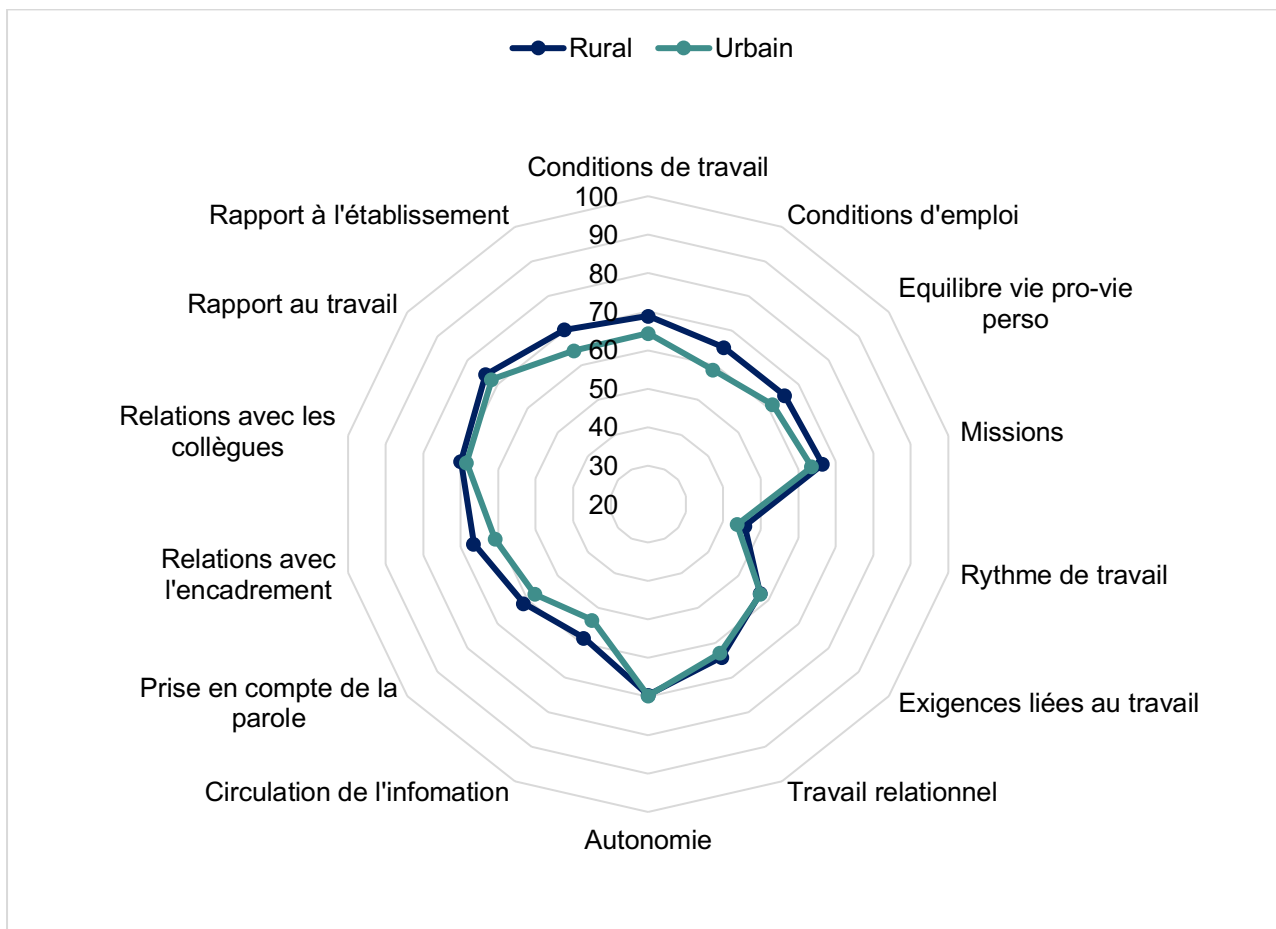 Rural
Urbain
Conditions de travail
100
90
80
70
60
50
40
30
20
Conditions d'emploi
Equilibre vie pro-vie
perso
Missions
Rythme de travail
Exigences liées au travail
Travail relationnel
Autonomie
Circulation de l'infomation
Prise en compte de la
parole
Relations avec
l'encadrement
Relations avec les
collègues
Rapport au travail
Rapport à l'établissement